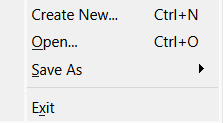 Create New... Ctrl+N
Open... Ctrl+O
Save As
Exit